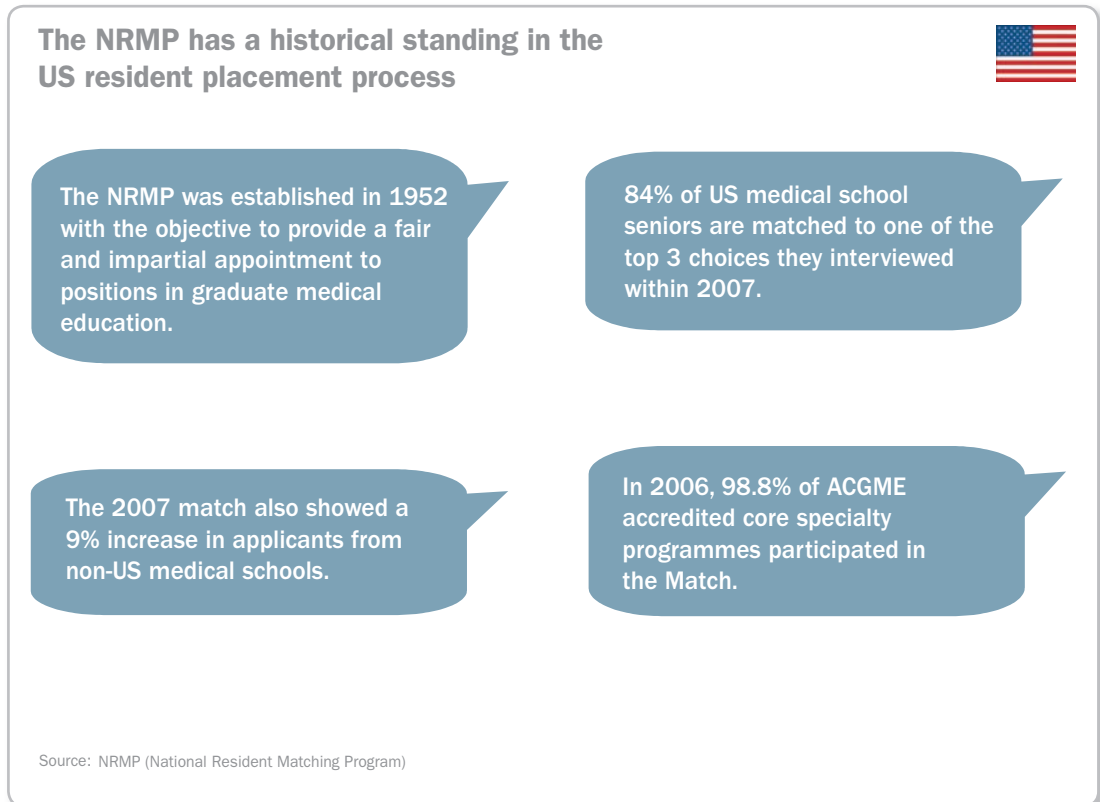 The NRMP has a historical standing in the
US resident placement process
The NRMP was established in 1952
with the objective to provide a fair
and impartial appointment to
positions in graduate medical
education.
84% of US medical school
seniors are matched to one of the
top 3 choices they interviewed
within 2007.
The 2007 match also showed a
9% increase in applicants from
non-US medical schools.
In 2006, 98.8% of ACGME
accredited core specialty
programmes participated in
the Match.
Source: NRMP (National Resident Matching Program)